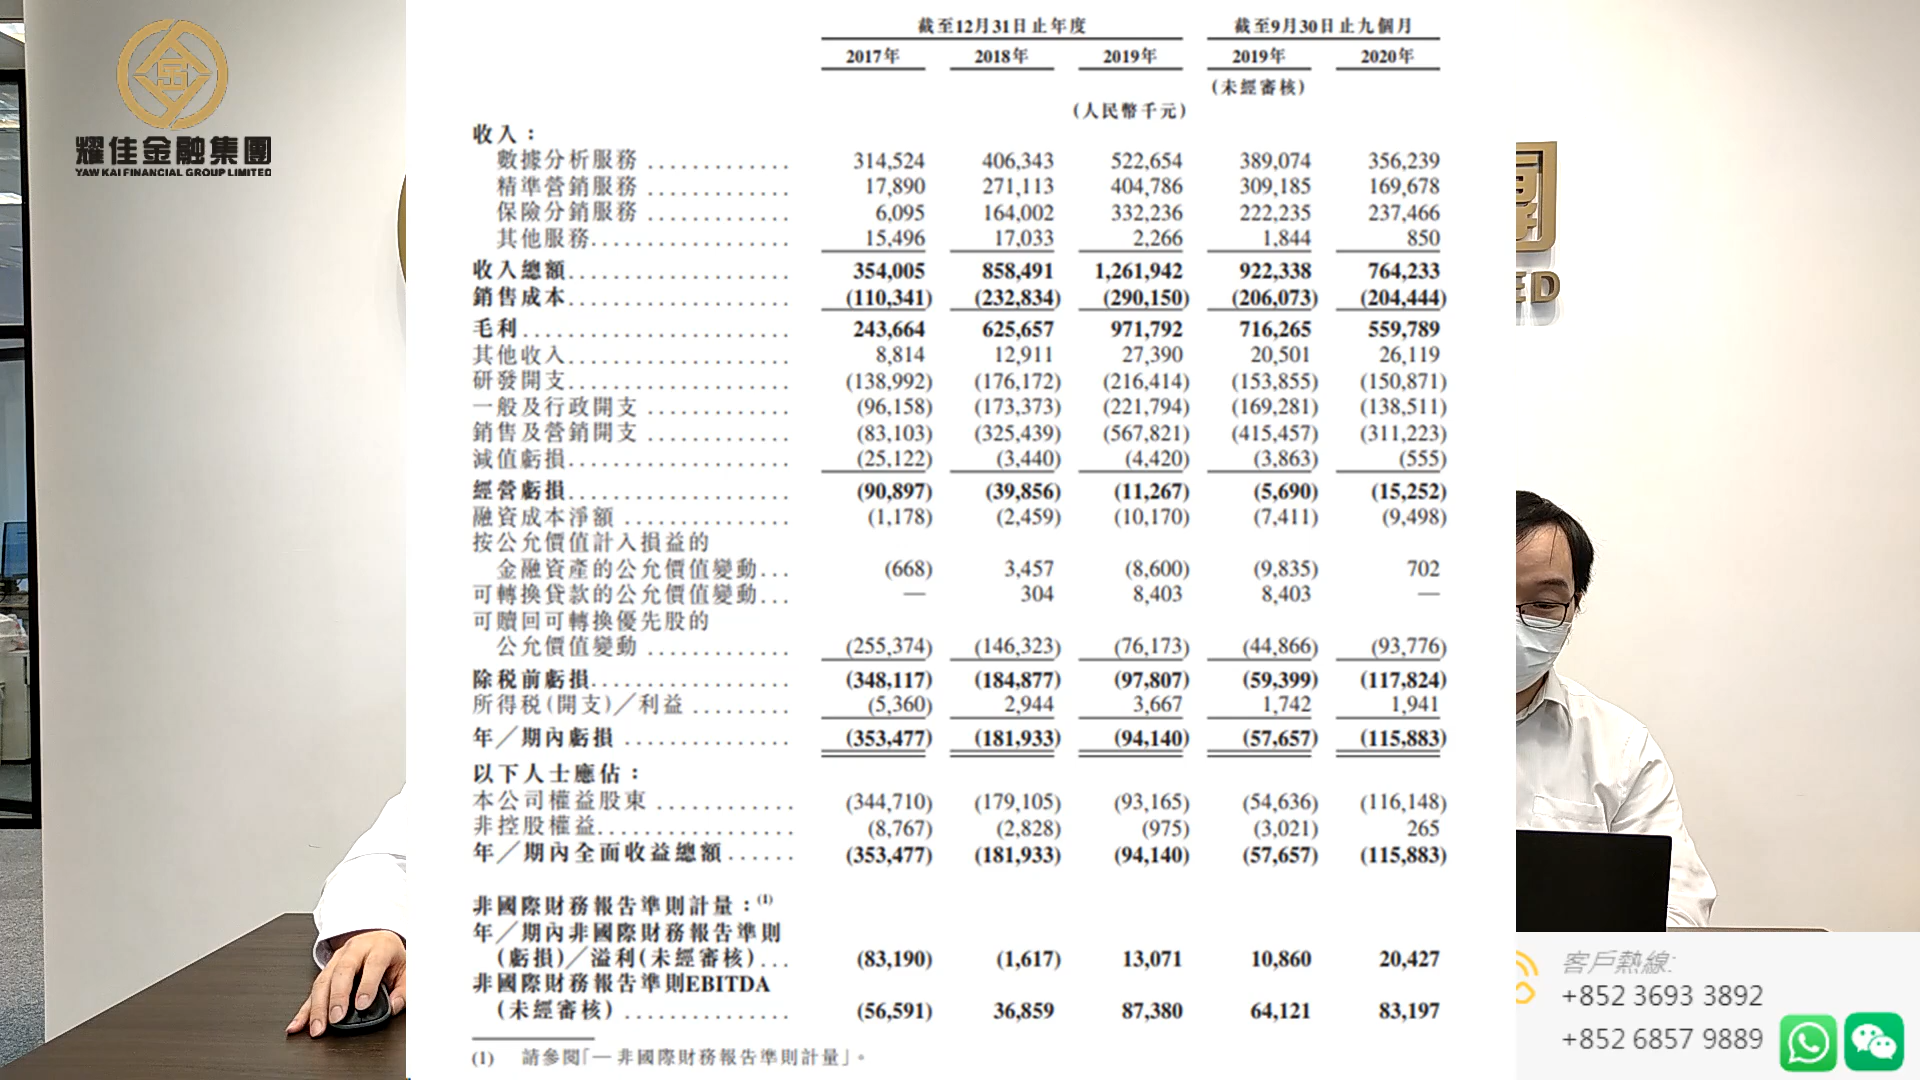 耀佳金融集團
YAW KAI FINANCIAL GROUP LIMITED
截至12月31日止年度 截至9月30日止九個月
2017年 2018年 2019年 2019年 2020年
(未經審核)
(人民幣千元)
收入：
數據分析服務 314,524 406,343 522,654 389,074 356,239
精準營銷服務 17,890 271,113 404,786 309,185 169,678
保險分銷服務 6,095 164,002 332,236 222,235 237,466
其他服務 15,496 17,033 2,266 1,844 850
收入總額 354,005 858,491 1,261,942 922,338 764,233
銷售成本 (110,341) (232,834) (290,150) (206,073) (204,444)
毛利 243,664 625,657 971,792 716,265 559,789
其他收入 8,814 12,911 27,390 20,501 26,119
研發開支 (138,992) (176,172) (216,414) (153,855) (150,871)
一般及行政開支 (96,158) (173,373) (221,794) (169,281) (138,511)
銷售及營銷開支 (83,103) (325,439) (567,821) (415,457) (311,223)
減值虧損 (25,122) (3,440) (4,420) (3,863) (555)
經營虧損 (90,897) (39,856) (11,267) (5,690) (15,252)
融資成本淨額 (1,178) (2,459) (10,170) (7,411) (9,498)
按公允價值計入損益的
金融資產的公允價值變動 (668) 3,457 (8,600) (9,835) 702
可轉換貸款的公允價值變動 — 304 8,403 8,403 —
可贖回可轉換優先股的
公允價值變動 (255,374) (146,323) (76,173) (44,866) (93,776)
除稅前虧損 (348,117) (184,877) (97,807) (59,399) (117,824)
所得稅(開支)／利益 (5,360) 2,944 3,667 1,742 1,941
年／期內虧損 (353,477) (181,933) (94,140) (57,657) (115,883)
以下人士應佔：
本公司權益股東 (344,710) (179,105) (93,165) (54,636) (116,148)
非控股權益 (8,767) (2,828) (975) (3,021) 265
年／期內全面收益總額 (353,477) (181,933) (94,140) (57,657) (115,883)
非國際財務報告準則計量：(1)
年／期內非國際財務報告準則
(虧損)／溢利(未經審核) (83,190) (1,617) 13,071 10,860 20,427
非國際財務報告準則EBITDA
(未經審核) (56,591) 36,859 87,380 64,121 83,197
(1) 請參閱「— 非國際財務報告準則計量」。
ED
客戶熱線:
+852 3693 3892
+852 6857 9889